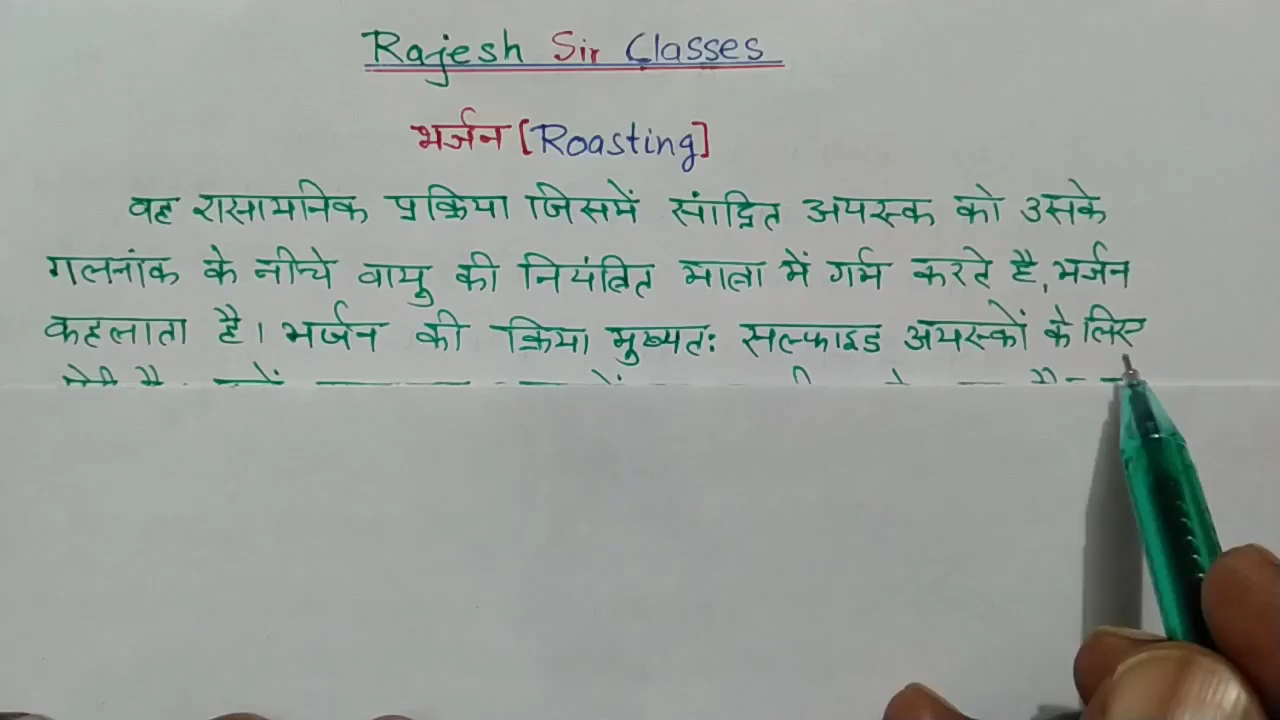 Rajesh Sir Classes
भर्जन [Roasting]
वह रासायनिक प्रक्रिया जिसमें सांद्रित अयस्क को उसके
गलनांक के नीचे वायु की नियंत्रित मात्रा में गर्म करते है, भर्जन
कहलाता है। भर्जन की क्रिया मुख्यतः सल्फाइड अयस्कों के लिए